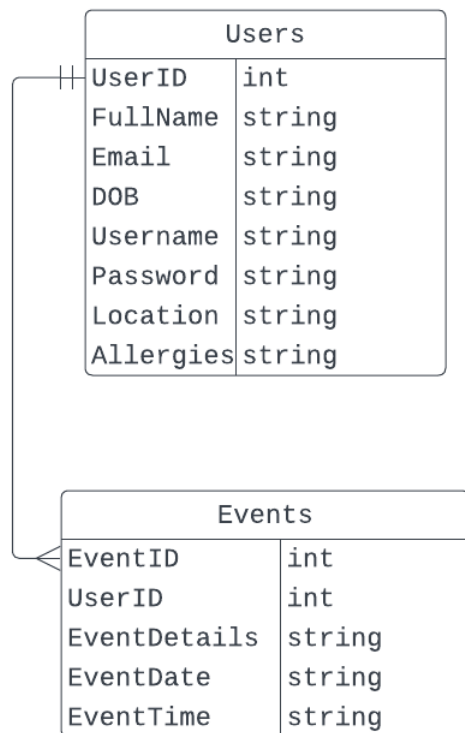 Users
UserID int
FullName string
Email string
DOB string
Username string
Password string
Location string
Allergies string
Events
EventID int
UserID int
EventDetails string
EventDate string
EventTime string